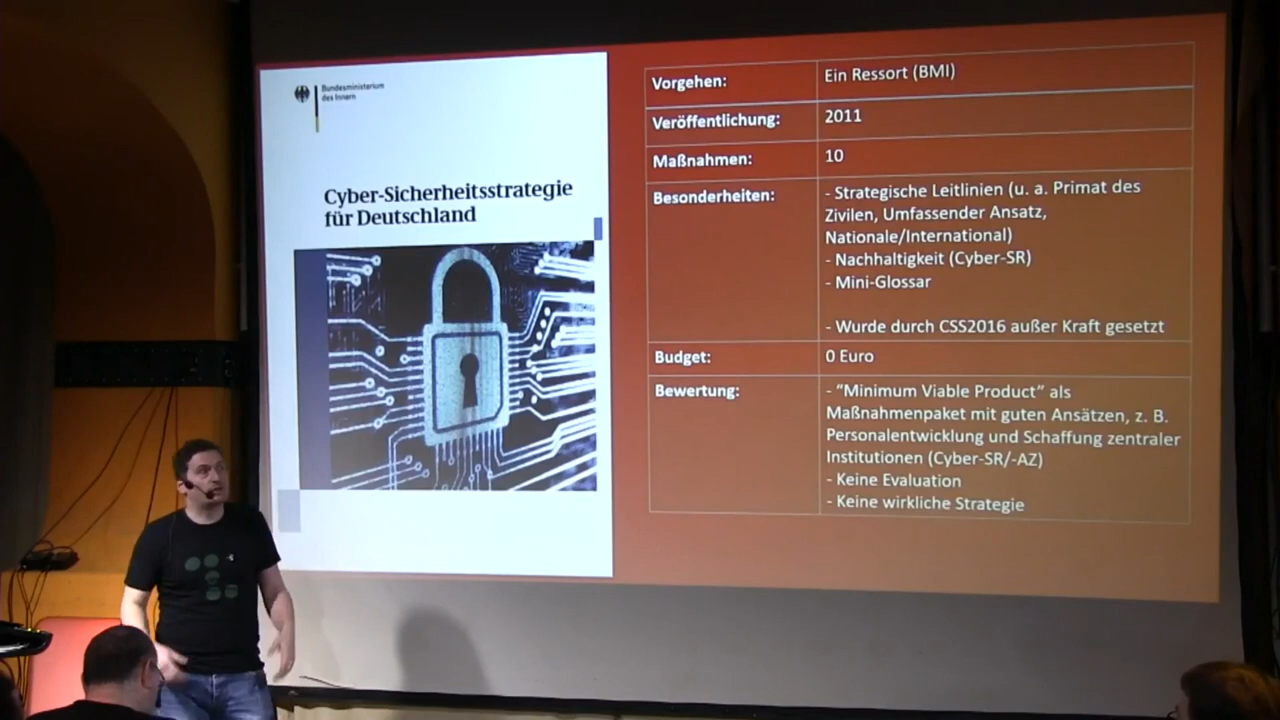 Bundesministerium
des Innern
Cyber-Sicherheitsstrategie
für Deutschland
Vorgehen: Ein Ressort (BMI)
Veröffentlichung: 2011
Maßnahmen: 10
Besonderheiten: - Strategische Leitlinien (u. a. Primat des
Zivilen, Umfassender Ansatz,
Nationale/International)
- Nachhaltigkeit (Cyber-SR)
- Mini-Glossar
- Wurde durch CSS2016 außer Kraft gesetzt
Budget: 0 Euro
Bewertung: - “Minimum Viable Product” als
Maßnahmenpaket mit guten Ansätzen, z. B.
Personalentwicklung und Schaffung zentraler
Institutionen (Cyber-SR/-AZ)
- Keine Evaluation
- Keine wirkliche Strategie